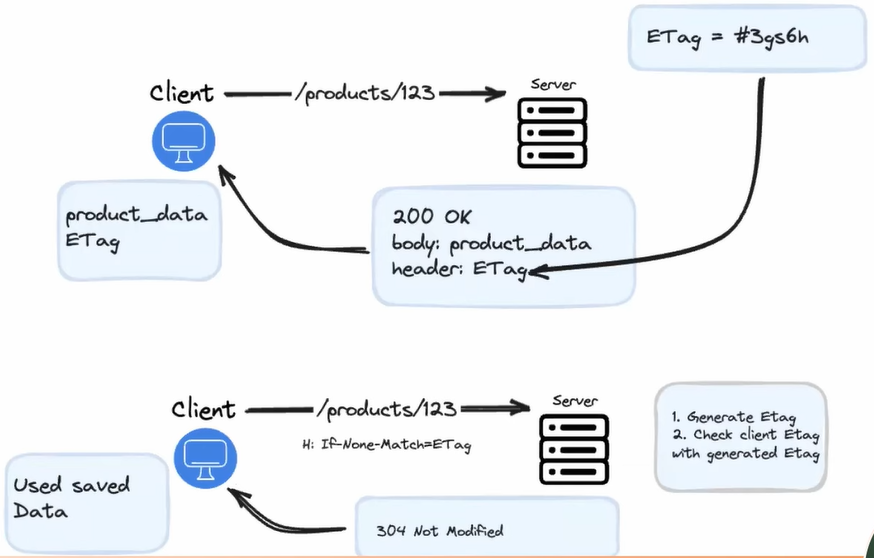 ETag = #3gs6h
Client
/products/123
Server
product_data
ETag
200 OK
body: product_data
header: ETag
Client
/products/123
Server
H: If-None-Match=ETag
1. Generate Etag
2. Check client Etag
with generated Etag
Used saved
Data
304 Not Modified